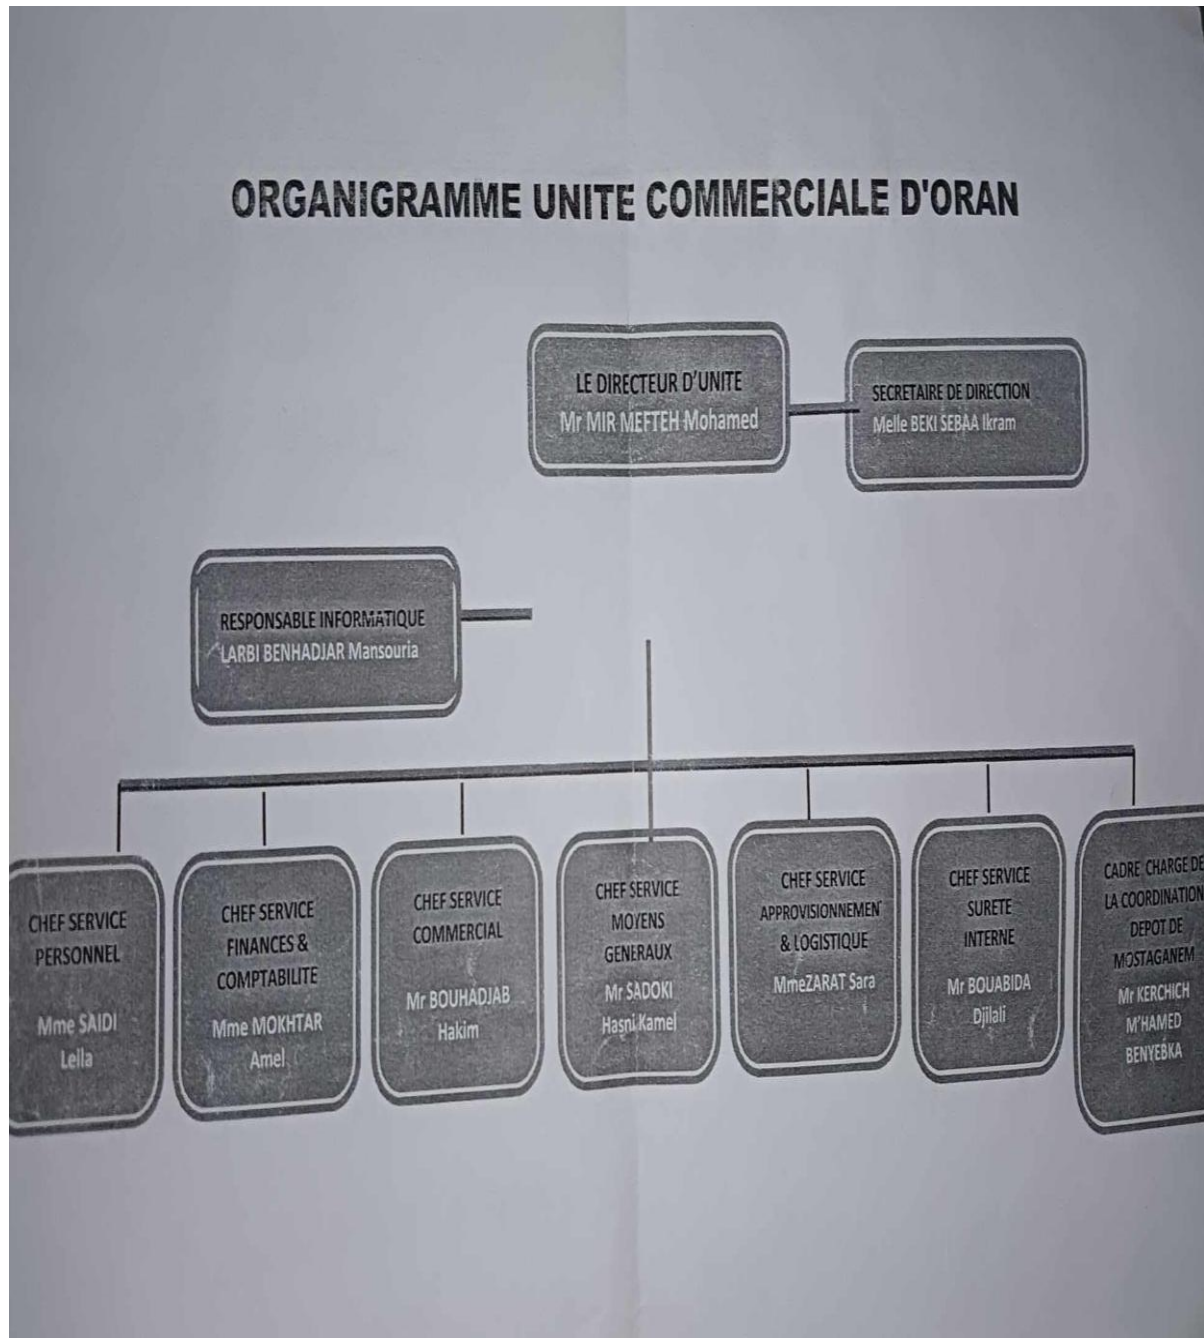 ORGANIGRAMME UNITE COMMERCIALE D'ORAN
LE DIRECTEUR D'UNITE
Mr MIR MEFTEH Mohamed
SECRETAIRE DE DIRECTION
Melle BEKI SEBAA Ikram
RESPONSABLE INFORMATIQUE
LARBI BENHADJAR Mansouria
CHEF SERVICE
PERSONNEL
Mme SAIDI
Leila
CHEF SERVICE
FINANCES &
COMPTABILITE
Mme MOKHTAR
Amel
CHEF SERVICE
COMMERCIAL
Mr BOUHADJAB
Hakim
CHEF SERVICE
MOYENS
GENERAUX
Mr SADOKI
Hasni Kamel
CHEF SERVICE
APPROVISIONNEMEN
& LOGISTIQUE
MmeZARAT Sara
CHEF SERVICE
SURETE
INTERNE
Mr BOUABIDA
Djilali
CADRE CHARGE DE
LA COORDINATION
DEPOT DE
MOSTAGANEM
Mr KERCHICH
M'HAMED
BENYEBKA